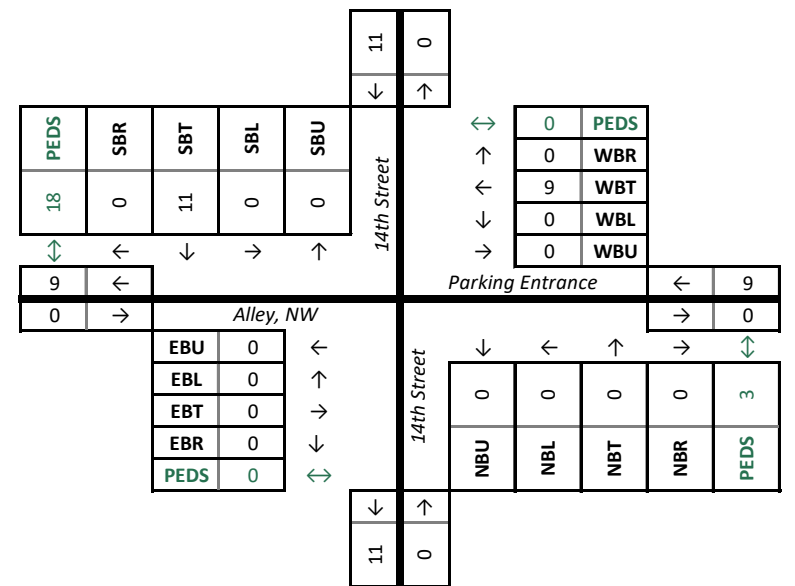 11 0
↓ ↑
PEDS SBR SBT SBL SBU
18 0 11 0 0
↕ ← ↓ → ↑
14th Street
↔ 0 PEDS
↑ 0 WBR
← 9 WBT
↓ 0 WBL
→ 0 WBU
9 ←
Parking Entrance
← 9
0 →
Alley, NW
→ 0
EBU 0 ←
EBL 0 ↑
EBT 0 →
EBR 0 ↓
PEDS 0 ↔
14th Street
↓ ← ↑ → ↕
0 0 0 0 3
NBU NBL NBT NBR PEDS
↓ ↑
11 0